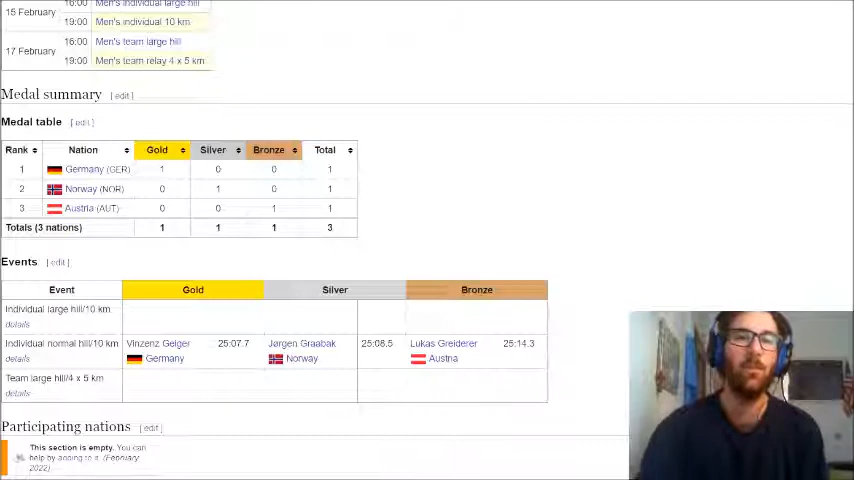 16:00 Men's individual large hill
15 February
19:00 Men's individual 10 km
16:00 Men's team large hill
17 February
19:00 Men's team relay 4 x 5 km
Medal summary [ edit ]
Medal table [ edit ]
Rank Nation Gold Silver Bronze Total
1 Germany (GER) 1 0 0 1
2 Norway (NOR) 0 1 0 1
3 Austria (AUT) 0 0 1 1
Totals (3 nations) 1 1 1 3
Events [ edit ]
Event Gold Silver Bronze
Individual large hill/10 km
details
Individual normal hill/10 km Vinzenz Geiger 25:07.7 Jørgen Graabak 25:08.5 Lukas Greiderer 25:14.3
details Germany Norway Austria
Team large hill/4 x 5 km
details
Participating nations [ edit ]
This section is empty. You can
help by adding to it. (February
2022)